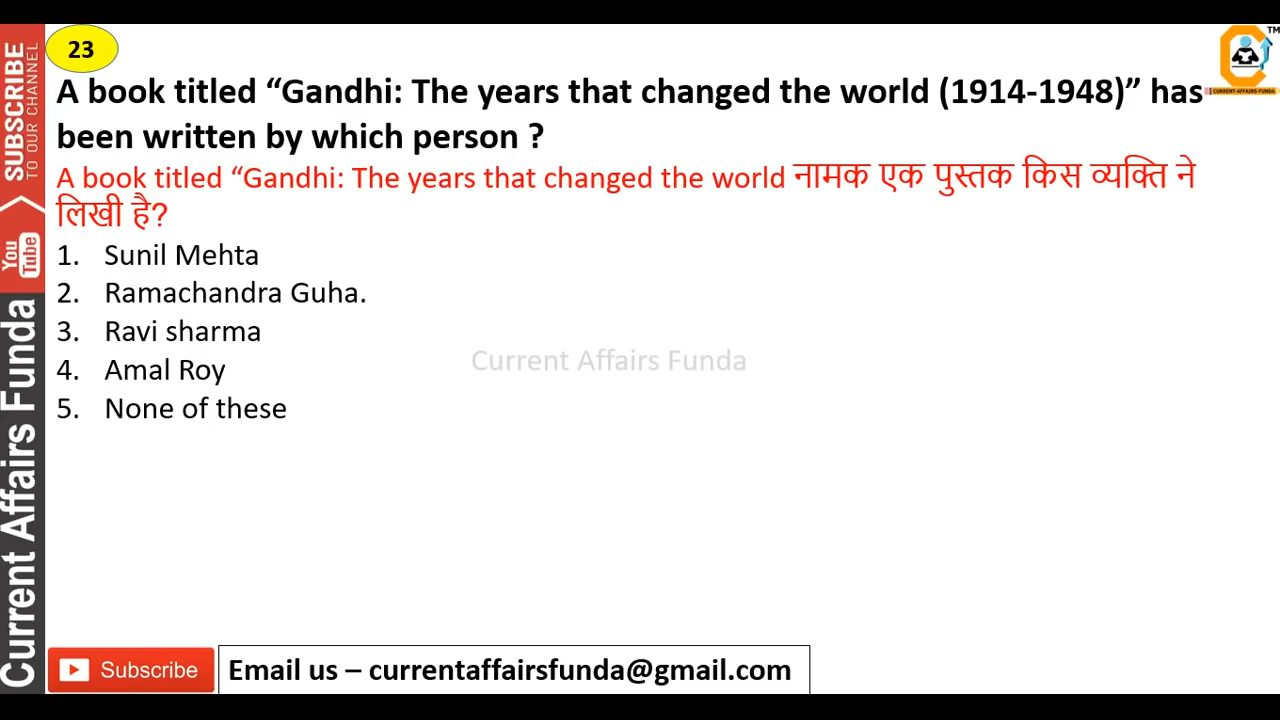 23
A book titled “Gandhi: The years that changed the world (1914-1948)” has
been written by which person ?
A book titled “Gandhi: The years that changed the world नामक एक पुस्तक किस व्यक्ति ने
लिखी है?
1. Sunil Mehta
2. Ramachandra Guha.
3. Ravi sharma
4. Amal Roy
5. None of these
Current Affairs Funda
SUBSCRIBE
TO OUR CHANNEL
You Tube
Current Affairs Funda
TM
CURRENT-AFFAIRS-FUNDA
Subscribe
Email us – currentaffairsfunda@gmail.com